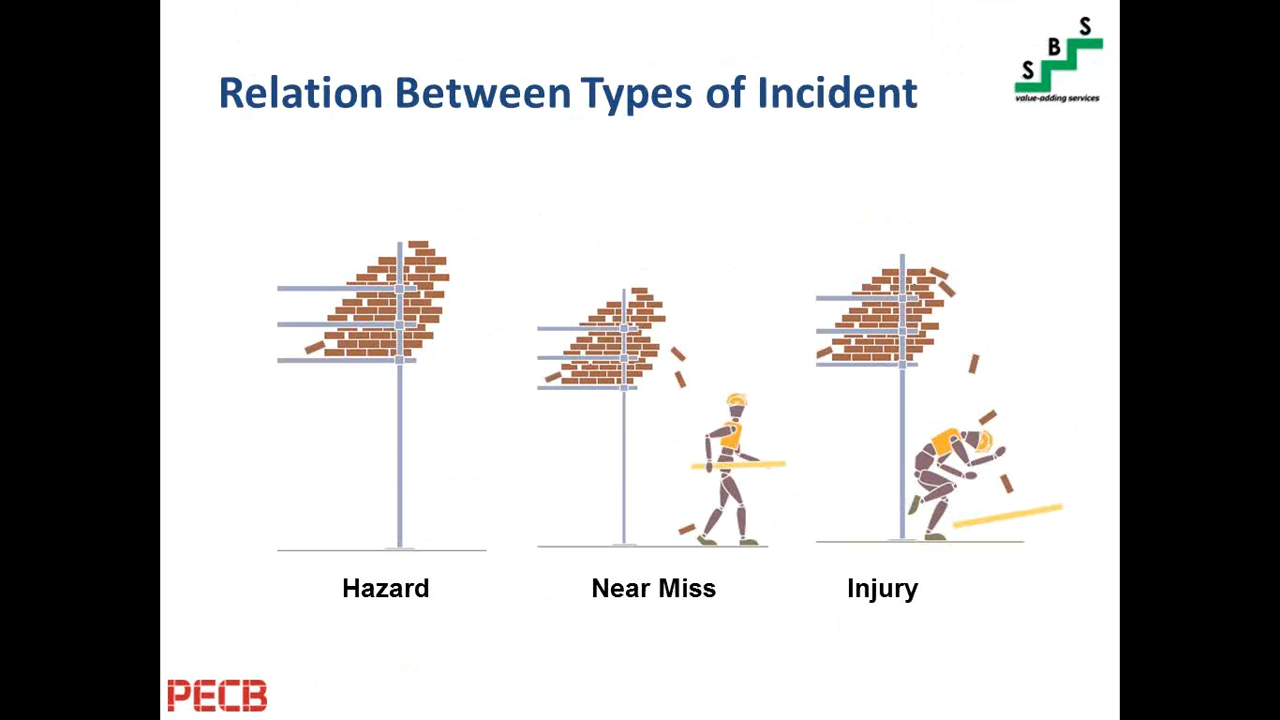 S
B
S
value-adding services
Relation Between Types of Incident
Hazard
Near Miss
Injury
PECB